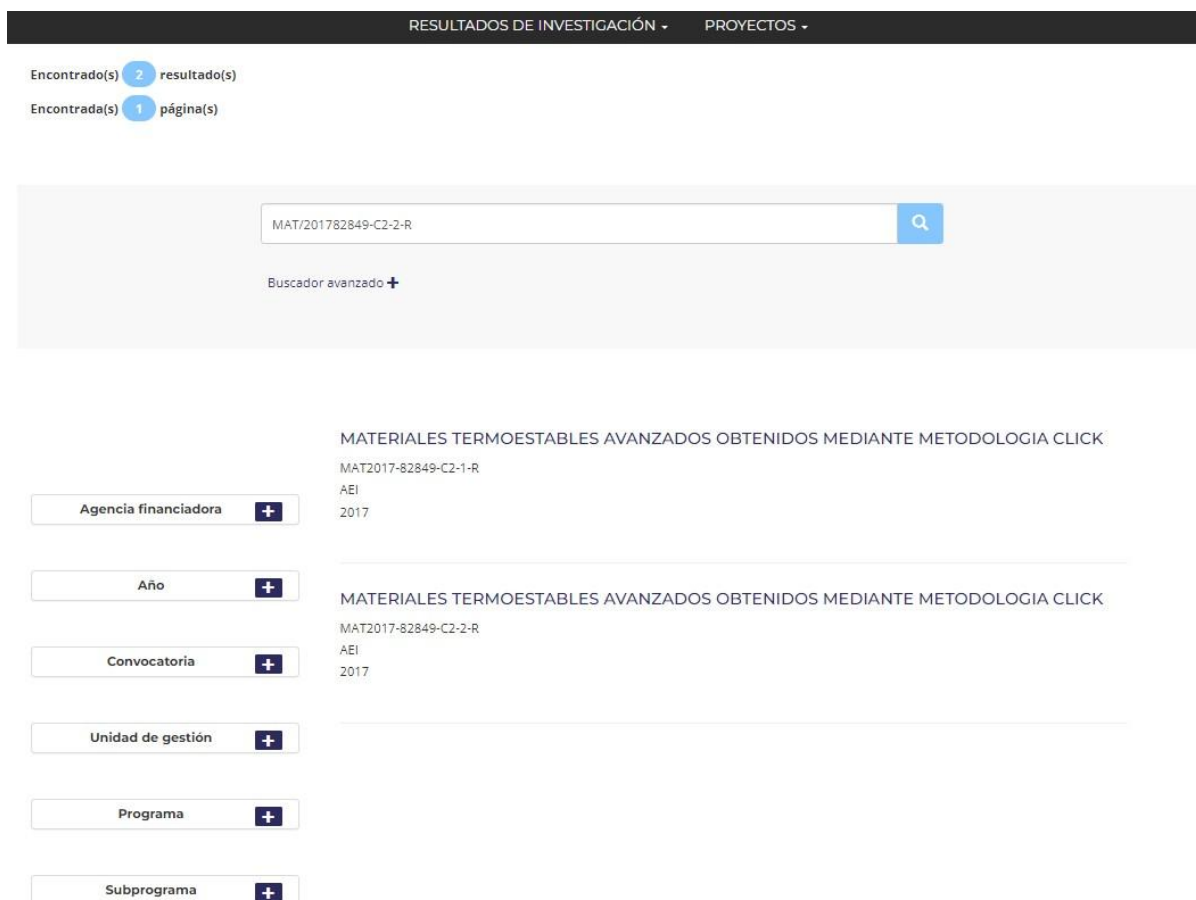 RESULTADOS DE INVESTIGACIÓN PROYECTOS
Encontrado(s) 2 resultado(s)
Encontrada(s) 1 página(s)
MAT/201782849-C2-2-R
Buscador avanzado +
MATERIALES TERMOESTABLES AVANZADOS OBTENIDOS MEDIANTE METODOLOGIA CLICK
MAT2017-82849-C2-1-R
AEI
2017
MATERIALES TERMOESTABLES AVANZADOS OBTENIDOS MEDIANTE METODOLOGIA CLICK
MAT2017-82849-C2-2-R
AEI
2017
Agencia financiadora +
Año +
Convocatoria +
Unidad de gestión +
Programa +
Subprograma +